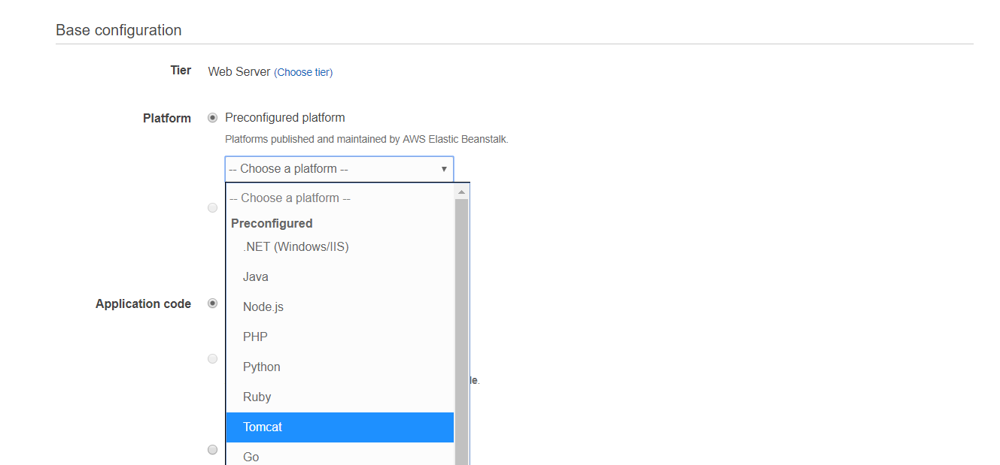 Base configuration
Tier Web Server (Choose tier)
Platform Preconfigured platform
Platforms published and maintained by AWS Elastic Beanstalk.
-- Choose a platform --
-- Choose a platform --
Preconfigured
.NET (Windows/IIS)
Java
Application code
Node.js
PHP
Python
le.
Ruby
Tomcat
Go